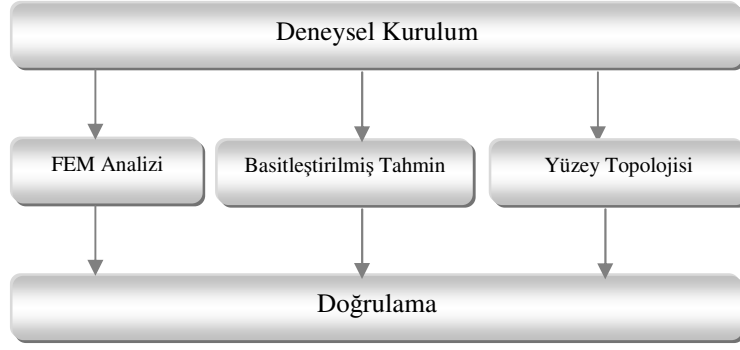 Deneysel Kurulum
FEM Analizi
Basitleştirilmiş Tahmin
Yüzey Topolojisi
Doğrulama